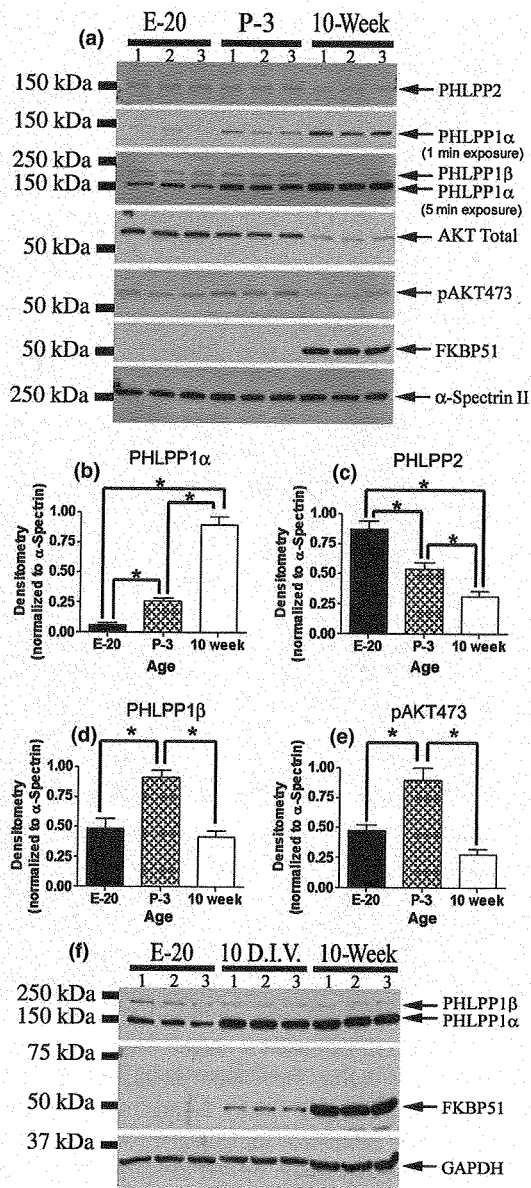 (a) E-20 P-3 10-Week
1 2 3 1 2 3 1 2 3
150 kDa PHLPP2
150 kDa PHLPP1α
(1 min exposure)
250 kDa PHLPP1β
150 kDa PHLPP1α
(5 min exposure)
50 kDa AKT Total
50 kDa pAKT473
50 kDa FKBP51
250 kDa α-Spectrin II
(b) PHLPP1α
Densitometry
(normalized to α-Spectrin)
1.00
0.75
0.50
0.25
0.00
* * *
E-20 P-3 10 week
Age
(c) PHLPP2
Densitometry
(normalized to α-Spectrin)
1.00
0.75
0.50
0.25
0.00
* * *
E-20 P-3 10 week
Age
(d) PHLPP1β
Densitometry
(normalized to α-Spectrin)
1.00
0.75
0.50
0.25
0.00
* *
E-20 P-3 10 week
Age
(e) pAKT473
Densitometry
(normalized to α-Spectrin)
1.00
0.75
0.50
0.25
0.00
* *
E-20 P-3 10 week
Age
(f) E-20 10 D.I.V. 10-Week
1 2 3 1 2 3 1 2 3
250 kDa PHLPP1β
150 kDa PHLPP1α
75 kDa
50 kDa FKBP51
37 kDa
GAPDH